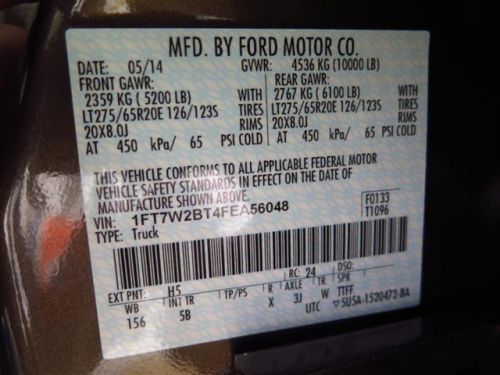 MFD. BY FORD MOTOR CO.
DATE: 05/14 GVWR: 4536 KG (10000 LB)
FRONT GAWR: REAR GAWR:
2359 KG ( 5200 LB) WITH 2767 KG ( 6100 LB) WITH
LT275/65R20E 126/123S TIRES LT275/65R20E 126/123S TIRES
20X8.0J RIMS 20X8.0J RIMS
AT 450 kPa/ 65 PSI COLD AT 450 kPa/ 65 PSI COLD
THIS VEHICLE CONFORMS TO ALL APPLICABLE FEDERAL MOTOR
VEHICLE SAFETY STANDARDS IN EFFECT ON THE DATE OF
MANUFACTURE SHOWN ABOVE.
VIN: 1FT7W2BT4FEA56048 F0133
TYPE: Truck T1096
EXT PNT: H5 RC: 24 DSO:
WB INT TR TP/PS R AXLE TR SPR
156 5B X 3J W TTFF
UTC 5U5A-1520472-BA